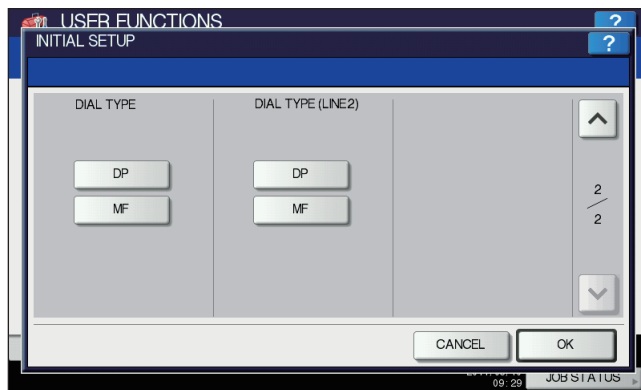 USER FUNCTIONS
?
INITIAL SETUP
?
DIAL TYPE
DIAL TYPE (LINE2)
DP
DP
MF
MF
2
2
CANCEL
OK
09: 29
JOB STATUS